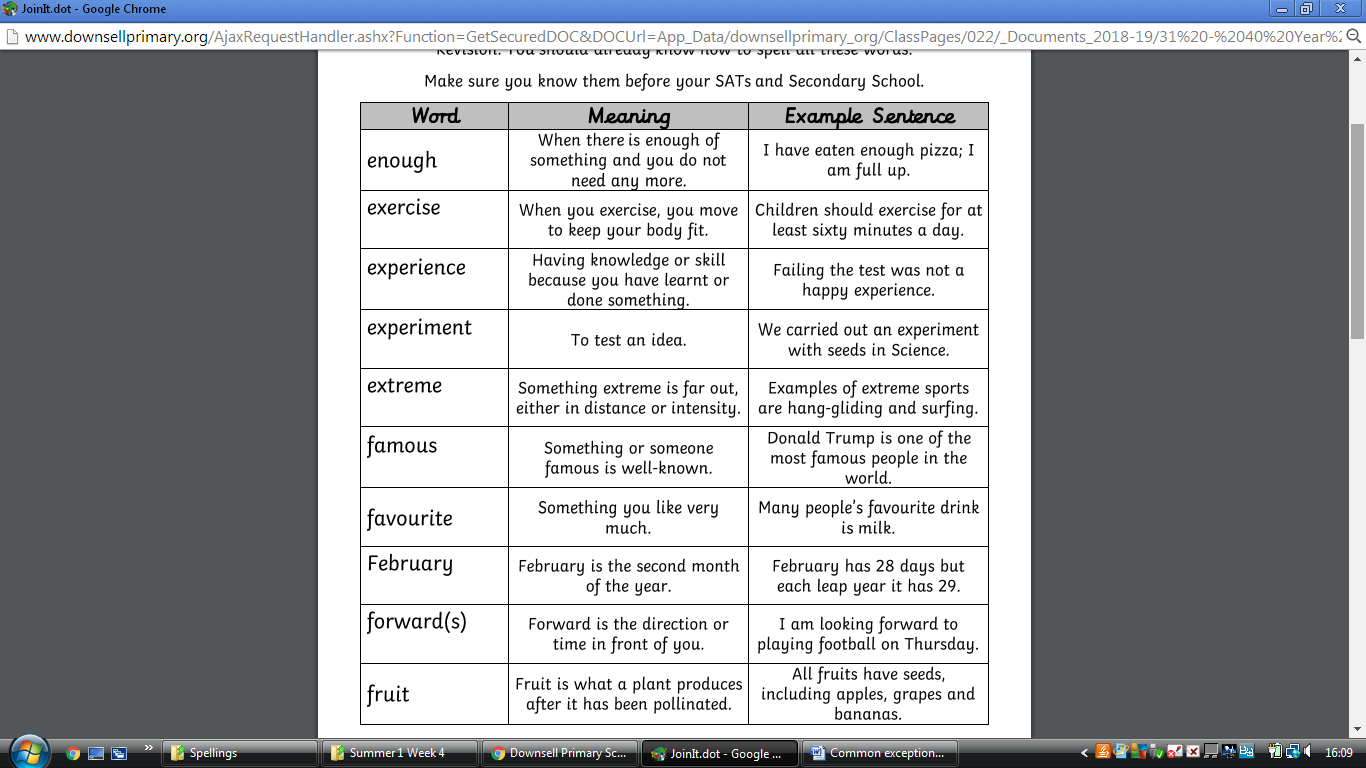 JoinIt.dot - Google Chrome
www.downsellprimary.org/AjaxRequestHandler.ashx?Function=GetSecuredDOC&DOCUrl=App_Data/downsellprimary_org/ClassPages/022/_Documents_2018-19/31%20-%2040%20Year%2
Revision. You should already know how to spell all these words.
Make sure you know them before your SATs and Secondary School.
Word Meaning Example Sentence
enough
When there is enough of
something and you do not
need any more.
I have eaten enough pizza; I
am full up.
exercise
When you exercise, you move
to keep your body fit.
Children should exercise for at
least sixty minutes a day.
experience
Having knowledge or skill
because you have learnt or
done something.
Failing the test was not a
happy experience.
experiment
To test an idea.
We carried out an experiment
with seeds in Science.
extreme
Something extreme is far out,
either in distance or intensity.
Examples of extreme sports
are hang-gliding and surfing.
famous
Something or someone
famous is well-known.
Donald Trump is one of the
most famous people in the
world.
favourite
Something you like very
much.
Many people's favourite drink
is milk.
February
February is the second month
of the year.
February has 28 days but
each leap year it has 29.
forward(s)
Forward is the direction or
time in front of you.
I am looking forward to
playing football on Thursday.
fruit
Fruit is what a plant produces
after it has been pollinated.
All fruits have seeds,
including apples, grapes and
bananas.
Spellings
Summer 1 Week 4
Downsell Primary Sc...
JoinIt.dot - Google ...
Common exception...
16:09